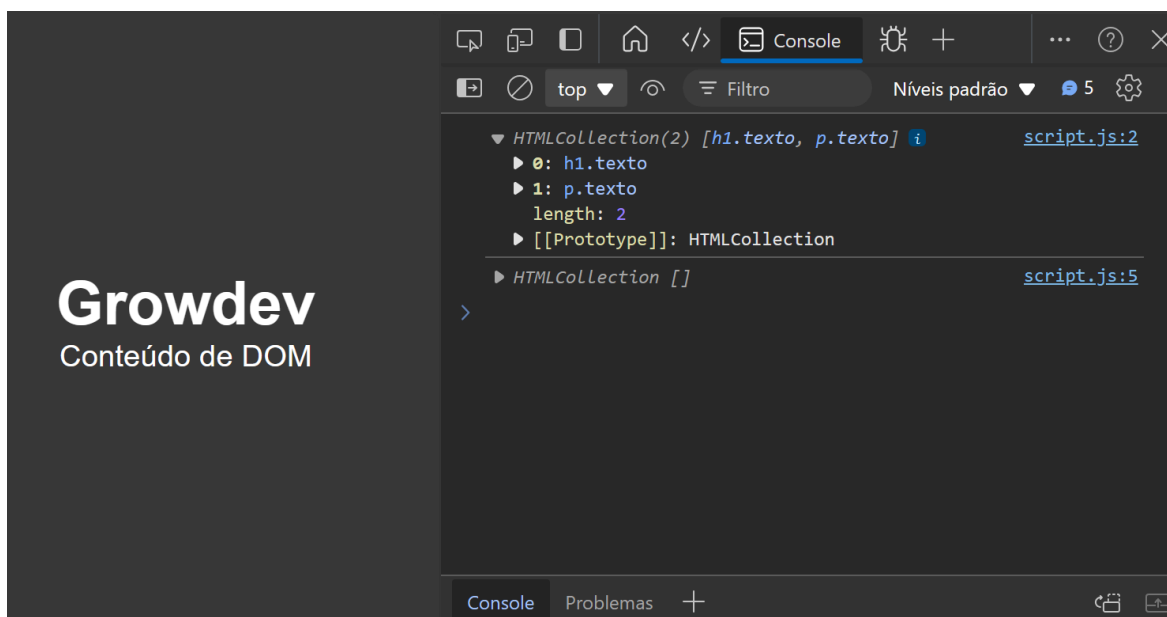 Growdev
Conteúdo de DOM
Console
top
Filtro
Níveis padrão
5
HTMLCollection(2) [h1.texto, p.texto] i
script.js:2
0: h1.texto
1: p.texto
length: 2
[[Prototype]]: HTMLCollection
HTMLCollection []
script.js:5
Console
Problemas